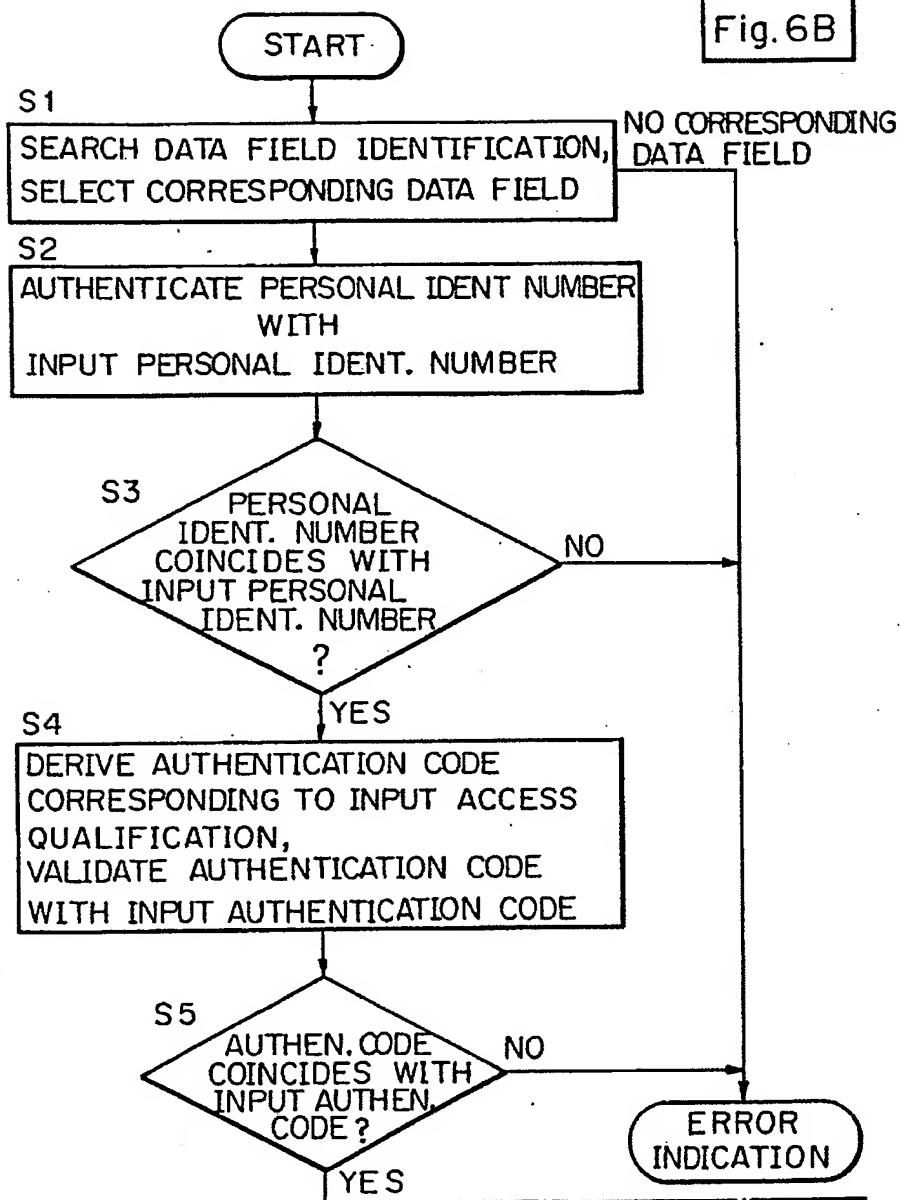 Fig. 6B
START
S1
SEARCH DATA FIELD IDENTIFICATION,
SELECT CORRESPONDING DATA FIELD
NO CORRESPONDING
DATA FIELD
S2
AUTHENTICATE PERSONAL IDENT NUMBER
WITH
INPUT PERSONAL IDENT. NUMBER
S3
PERSONAL
IDENT. NUMBER
COINCIDES WITH
INPUT PERSONAL
IDENT. NUMBER
?
NO
YES
S4
DERIVE AUTHENTICATION CODE
CORRESPONDING TO INPUT ACCESS
QUALIFICATION,
VALIDATE AUTHENTICATION CODE
WITH INPUT AUTHENTICATION CODE
S5
AUTHEN. CODE
COINCIDES WITH
INPUT AUTHEN.
CODE?
NO
YES
ERROR
INDICATION